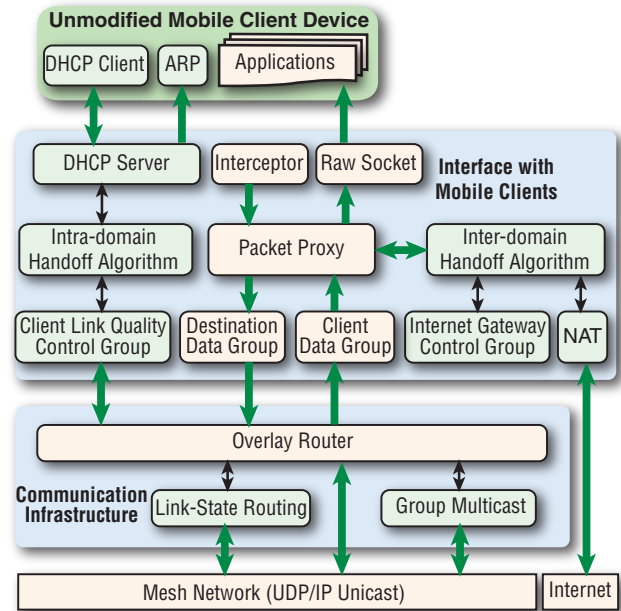 Unmodified Mobile Client Device
DHCP Client
ARP
Applications
DHCP Server
Interceptor
Raw Socket
Interface with
Mobile Clients
Intra-domain
Handoff Algorithm
Packet Proxy
Inter-domain
Handoff Algorithm
Client Link Quality
Control Group
Destination
Data Group
Client
Data Group
Internet Gateway
Control Group
NAT
Overlay Router
Communication
Infrastructure
Link-State Routing
Group Multicast
Mesh Network (UDP/IP Unicast)
Internet